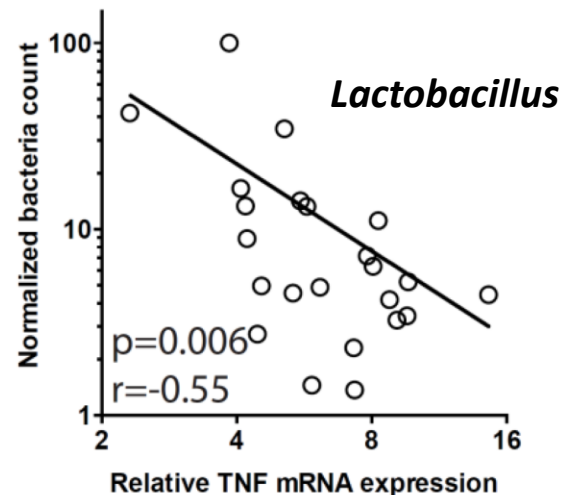 Lactobacillus
Normalized bacteria count
100
10
1
p=0.006
r=-0.55
2 4 8 16
Relative TNF mRNA expression